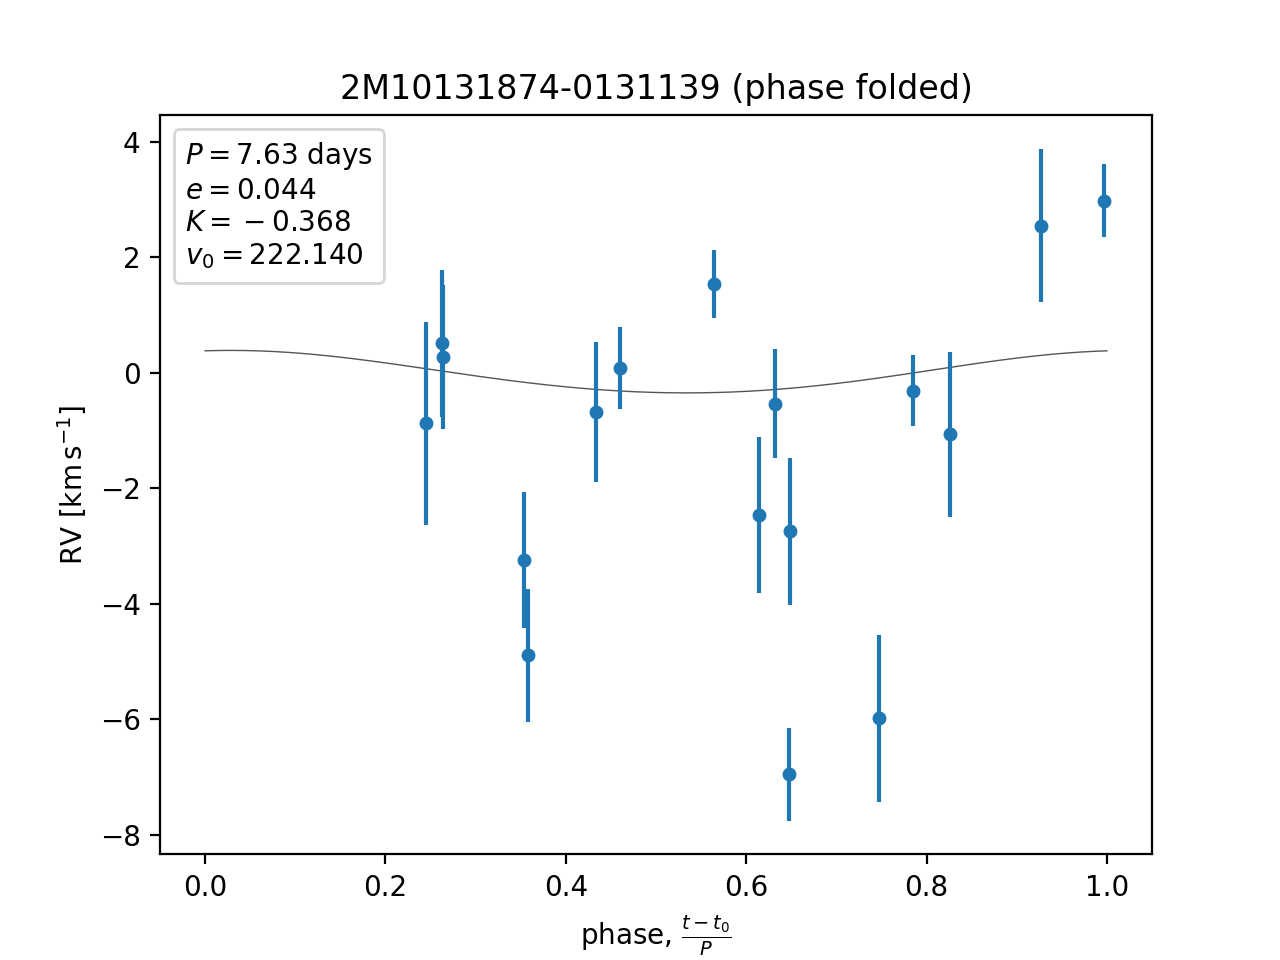 2M10131874-0131139 (phase folded)
P = 7.63 days
e = 0.044
K = −0.368
v₀ = 222.140
4
2
0
−2
−4
−6
−8
RV [km s⁻¹]
0.0 0.2 0.4 0.6 0.8 1.0
phase, (t − t₀)/P